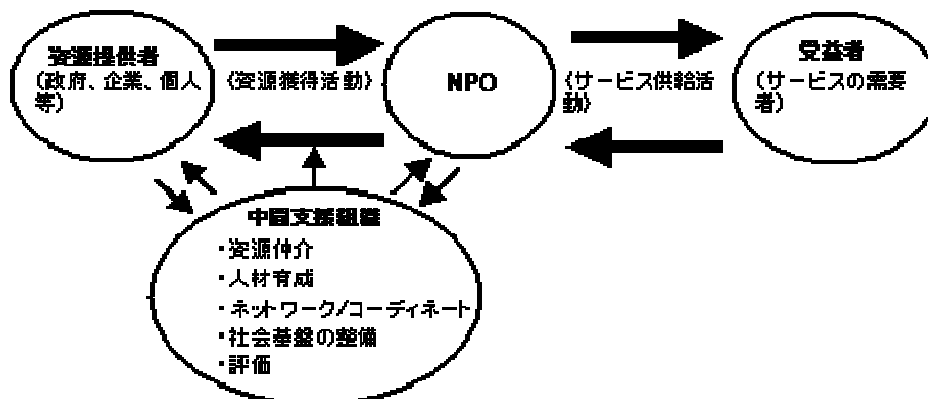 資源提供者
（政府、企業、個人
等）
〈資源獲得活動〉
NPO
〈サービス供給活
動〉
受益者
（サービスの需要
者）
中間支援組織
・資源仲介
・人材育成
・ネットワーク/コーディネート
・社会基盤の整備
・評価